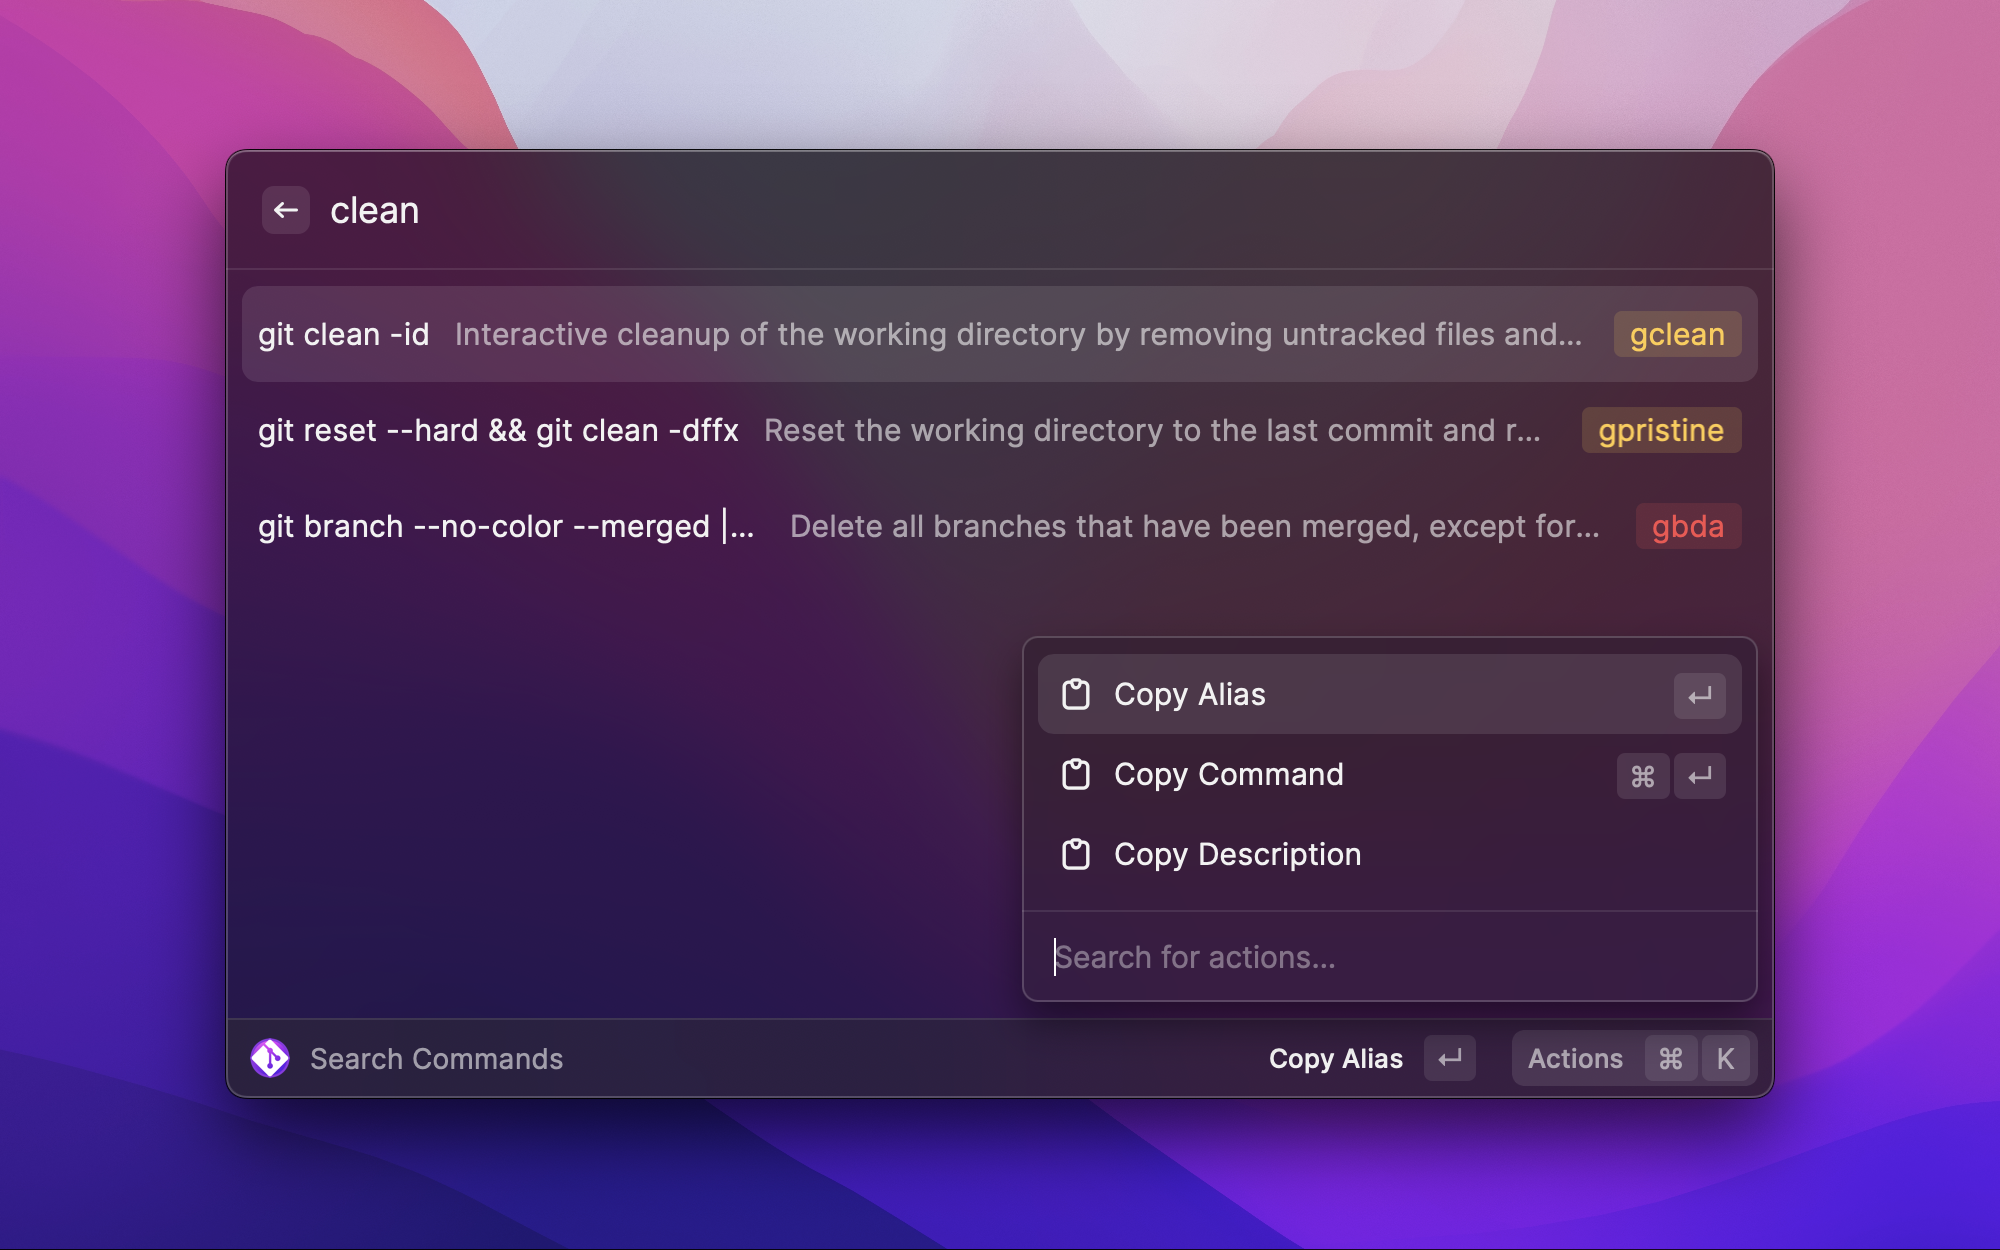 clean
git clean -id Interactive cleanup of the working directory by removing untracked files and... gclean
git reset --hard && git clean -dffx Reset the working directory to the last commit and r... gpristine
git branch --no-color --merged |... Delete all branches that have been merged, except for... gbda
Copy Alias ↵
Copy Command ⌘ ↵
Copy Description
Search for actions...
Search Commands Copy Alias ↵ Actions ⌘ K